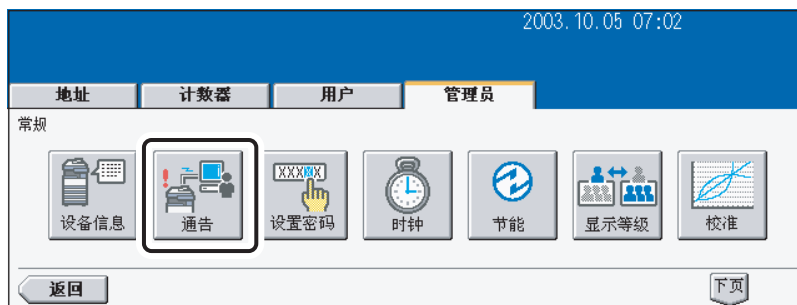 2003.10.05 07:02
地址 计数器 用户 管理员
常规
XXXXXX
设备信息 通告 设置密码 时钟 节能 显示等级 校准
返回 下页